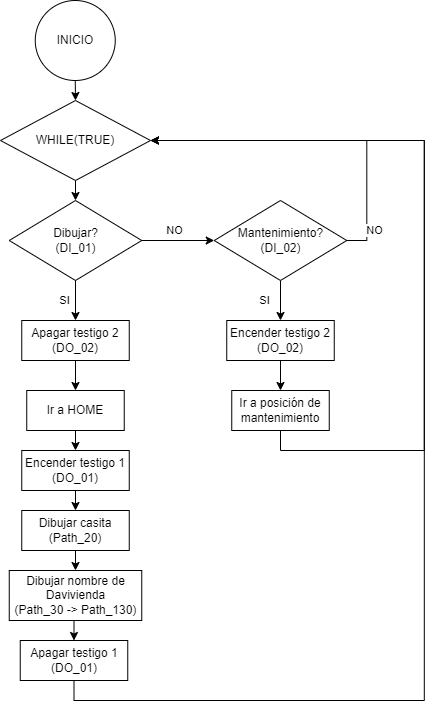 INICIO
WHILE(TRUE)
Dibujar?
(DI_01)
NO
Mantenimiento?
(DI_02)
NO
SI
SI
Apagar testigo 2
(DO_02)
Encender testigo 2
(DO_02)
Ir a HOME
Ir a posición de
mantenimiento
Encender testigo 1
(DO_01)
Dibujar casita
(Path_20)
Dibujar nombre de
Davivienda
(Path_30 -> Path_130)
Apagar testigo 1
(DO_01)